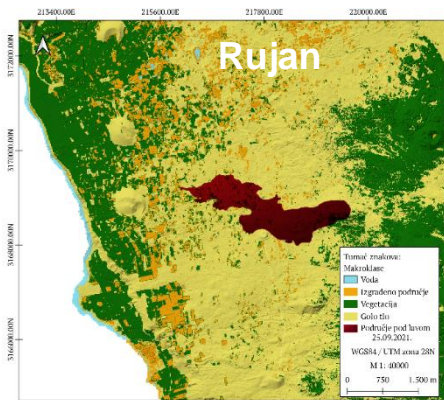 213400.00E 215600.00E 217800.00E 220000.00E
Rujan
3172000.00N
3170000.00N
3168000.00N
3166000.00N
Tumač znakova:
Makroklase
Voda
Izgrađeno područje
Vegetacija
Golo tlo
Područje pod lavom
25.09.2021.
WGS84 / UTM zona 28N
M 1: 40000
0 750 1.500 m